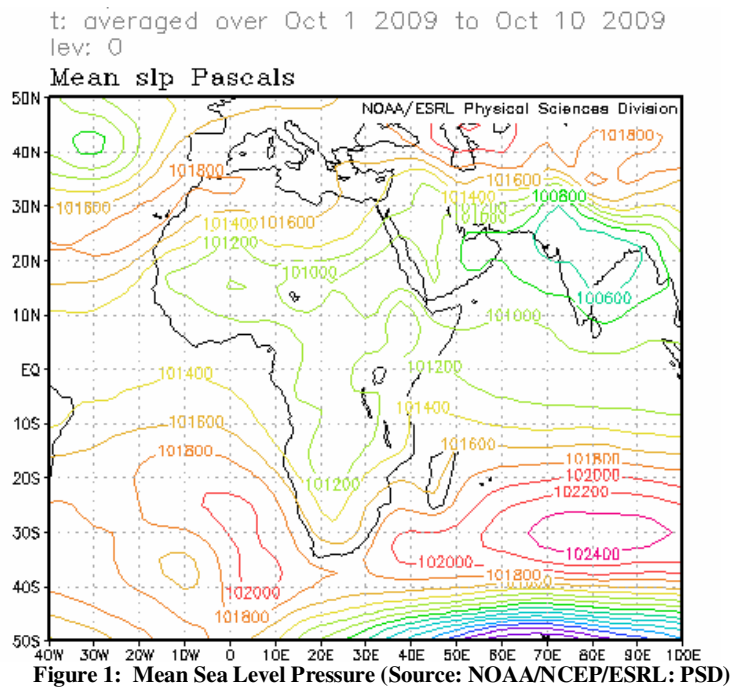 t: averaged over Oct 1 2009 to Oct 10 2009
lev: 0
Mean slp Pascals
50N
NOAA/ESRL Physical Sciences Division
40N
101800
101800
30N
101600
101400
101600
101400
100800
20N
101200
101000
100600
10N
101000
EQ
101400
101200
10S
101400
101600
101600
20S
101800
101200
101800
102000
102200
30S
102000
102000
102400
40S
101800
101800
50S
40W 30W 20W 10W 0 10E 20E 30E 40E 50E 60E 70E 80E 90E 100E
Figure 1: Mean Sea Level Pressure (Source: NOAA/NCEP/ESRL: PSD)